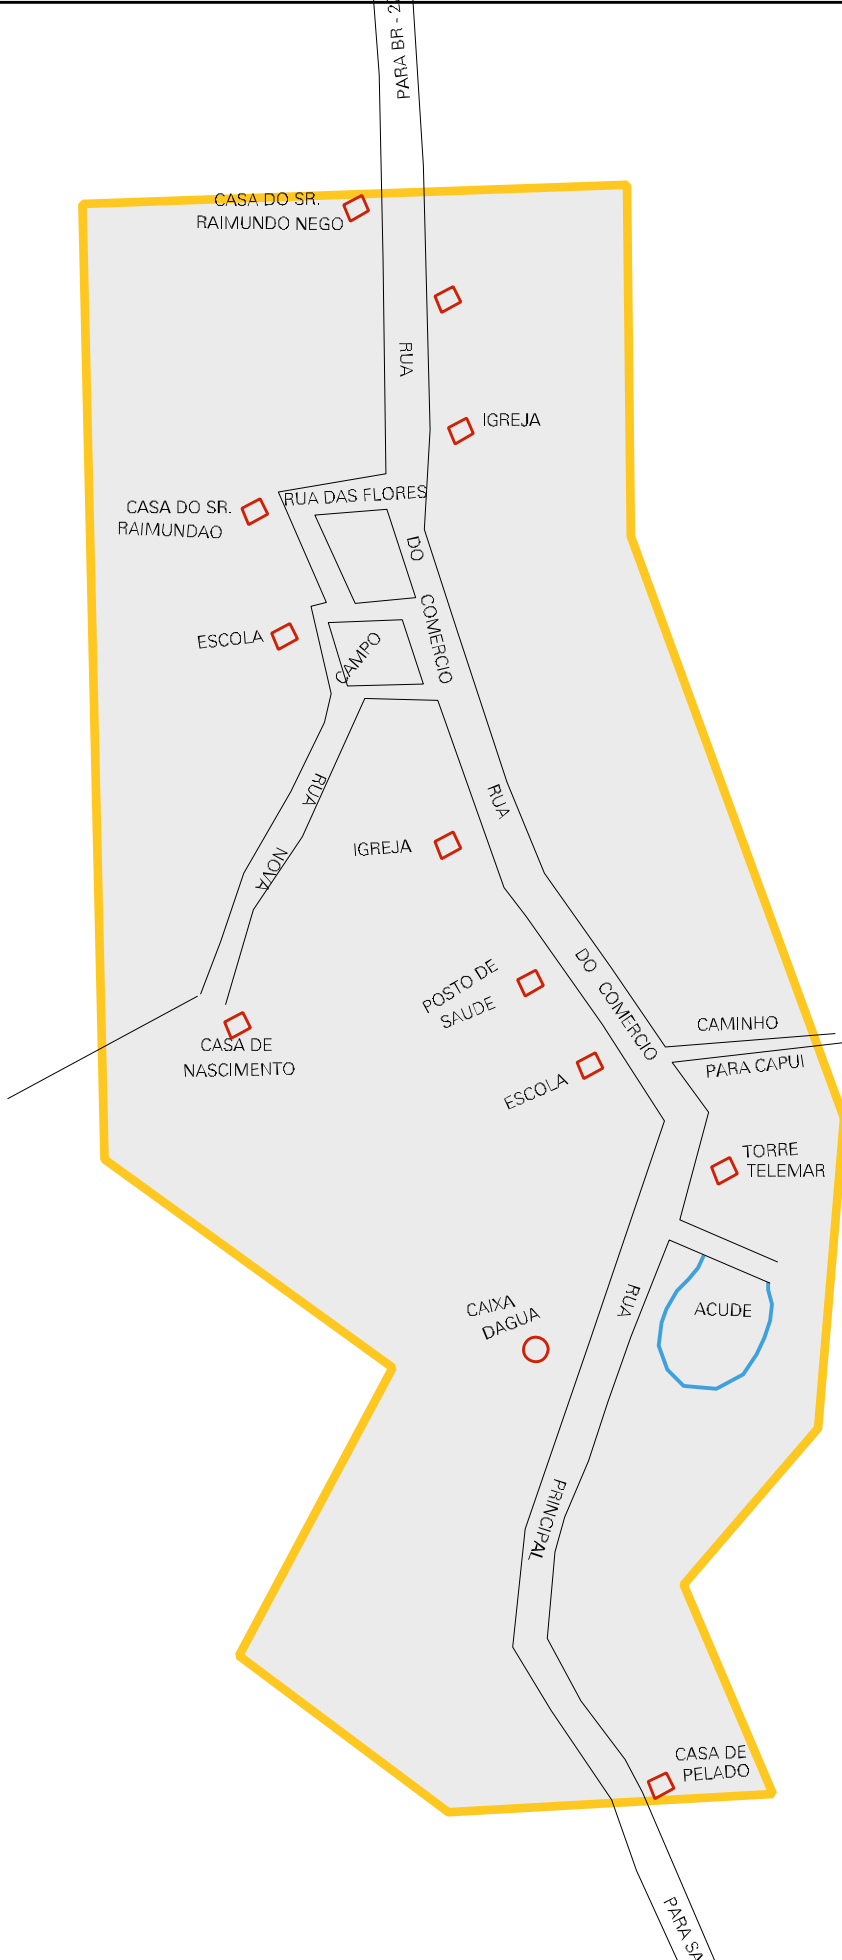 PARA BR - 2
CASA DO SR.
RAIMUNDO NEGO
RUA
IGREJA
RUA DAS FLORES
CASA DO SR.
RAIMUNDAO
DO
COMERCIO
ESCOLA
CAMPO
RUA
NOVA
RUA
IGREJA
DO COMERCIO
POSTO DE
SAUDE
CAMINHO
PARA CAPUI
CASA DE
NASCIMENTO
ESCOLA
TORRE
TELEMAR
RUA
ACUDE
CAIXA
DAGUA
PRINCIPAL
CASA DE
PELADO
PARA SA